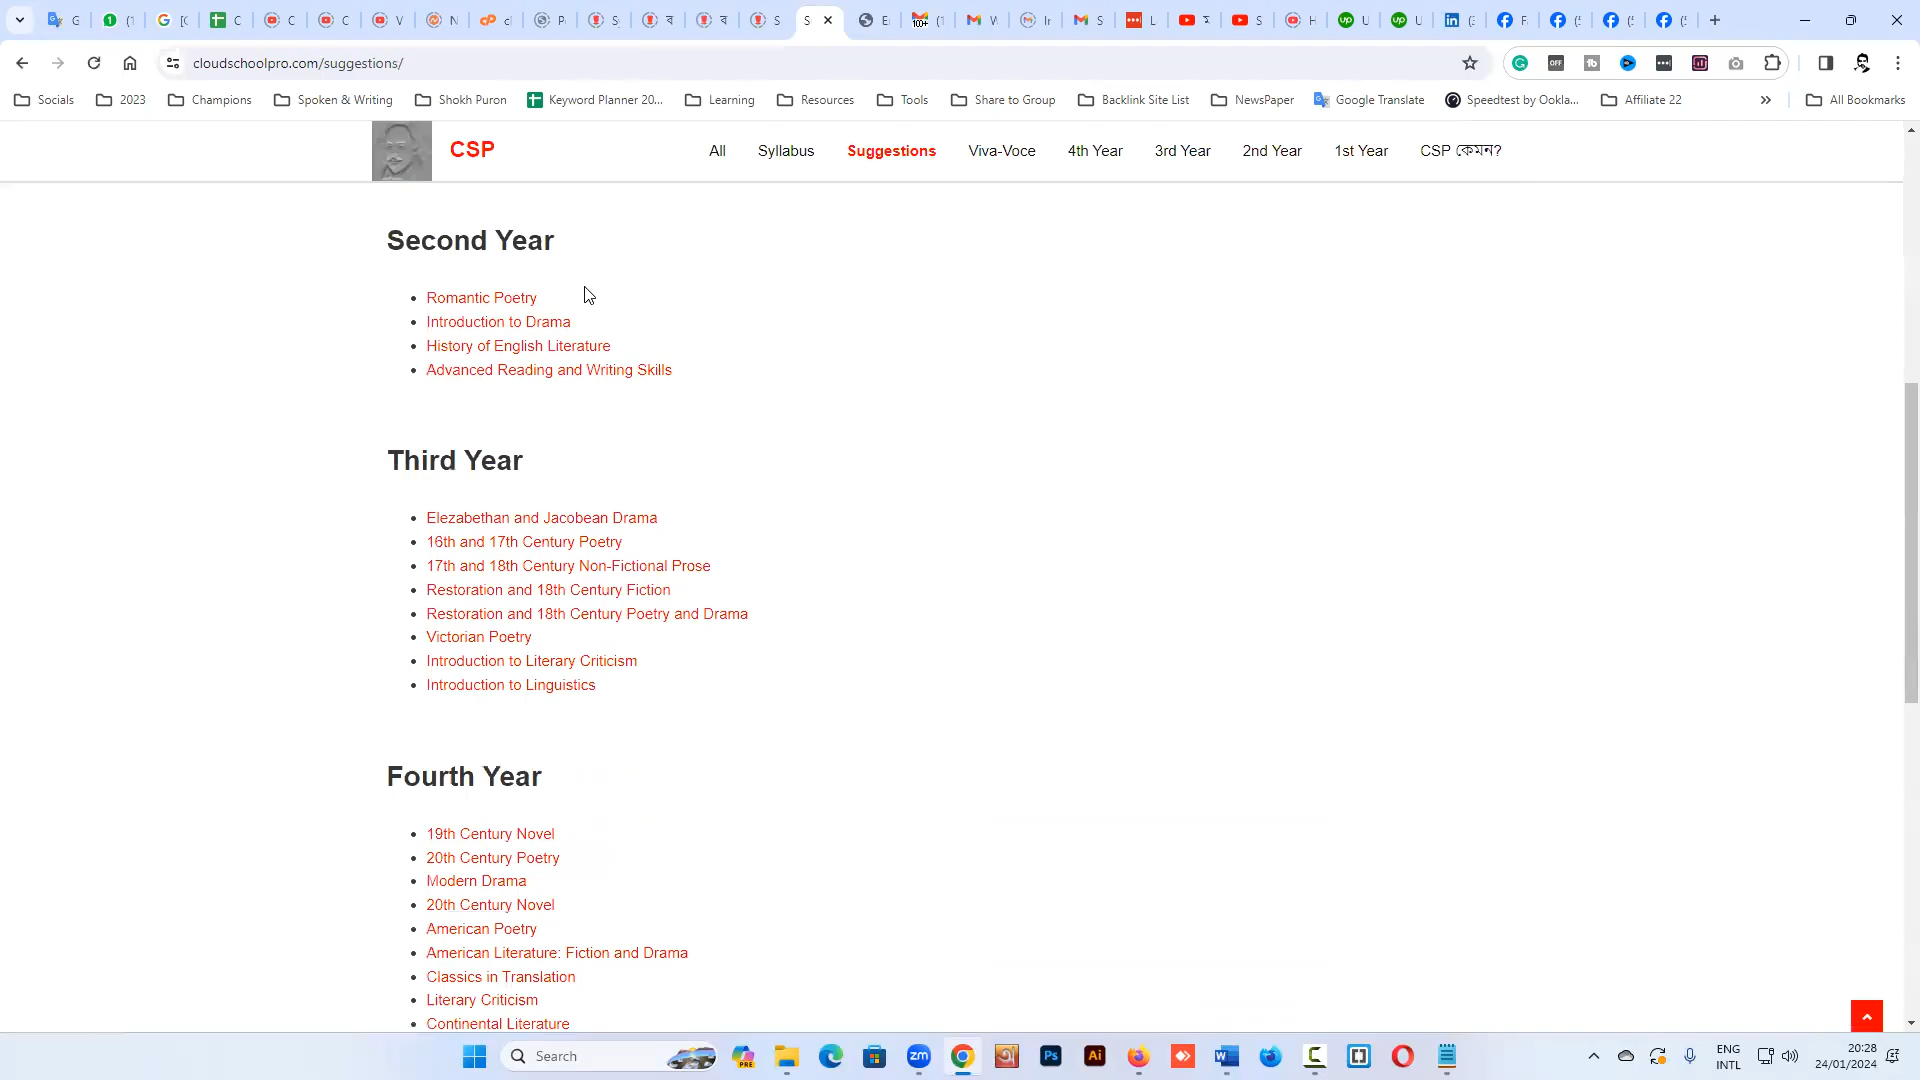 cloudschoolpro.com/suggestions/
Socials
2023
Champions
Spoken & Writing
Shokh Puron
Keyword Planner 20...
Learning
Resources
Tools
Share to Group
Backlink Site List
NewsPaper
Google Translate
Speedtest by Ookla...
Affiliate 22
All Bookmarks
CSP
All
Syllabus
Suggestions
Viva-Voce
4th Year
3rd Year
2nd Year
1st Year
CSP কেমন?
Second Year
Romantic Poetry
Introduction to Drama
History of English Literature
Advanced Reading and Writing Skills
Third Year
Elezabethan and Jacobean Drama
16th and 17th Century Poetry
17th and 18th Century Non-Fictional Prose
Restoration and 18th Century Fiction
Restoration and 18th Century Poetry and Drama
Victorian Poetry
Introduction to Literary Criticism
Introduction to Linguistics
Fourth Year
19th Century Novel
20th Century Poetry
Modern Drama
20th Century Novel
American Poetry
American Literature: Fiction and Drama
Classics in Translation
Literary Criticism
Continental Literature
Search
ENG
INTL
20:28
24/01/2024